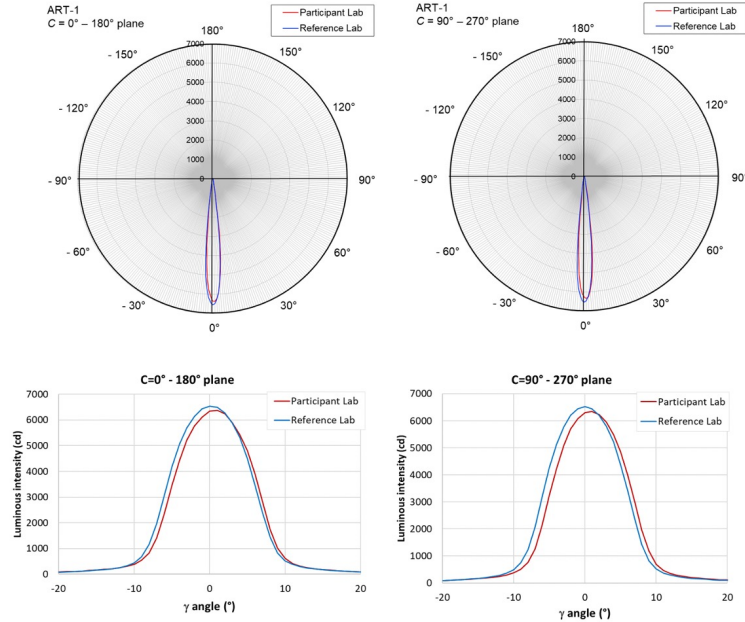 ART-1
C = 0° – 180° plane
Participant Lab
Reference Lab
180°
- 150°
150°
- 120°
120°
- 90°
90°
- 60°
60°
- 30°
30°
0°
7000
6000
5000
4000
3000
2000
1000
0
ART-1
C = 90° – 270° plane
Participant Lab
Reference Lab
180°
- 150°
150°
- 120°
120°
- 90°
90°
- 60°
60°
- 30°
30°
0°
7000
6000
5000
4000
3000
2000
1000
0
C=0° - 180° plane
Participant Lab
Reference Lab
Luminous intensity (cd)
7000
6000
5000
4000
3000
2000
1000
0
-20 -10 0 10 20
γ angle (°)
C=90° - 270° plane
Participant Lab
Reference Lab
Luminous intensity (cd)
7000
6000
5000
4000
3000
2000
1000
0
-20 -10 0 10 20
γ angle (°)